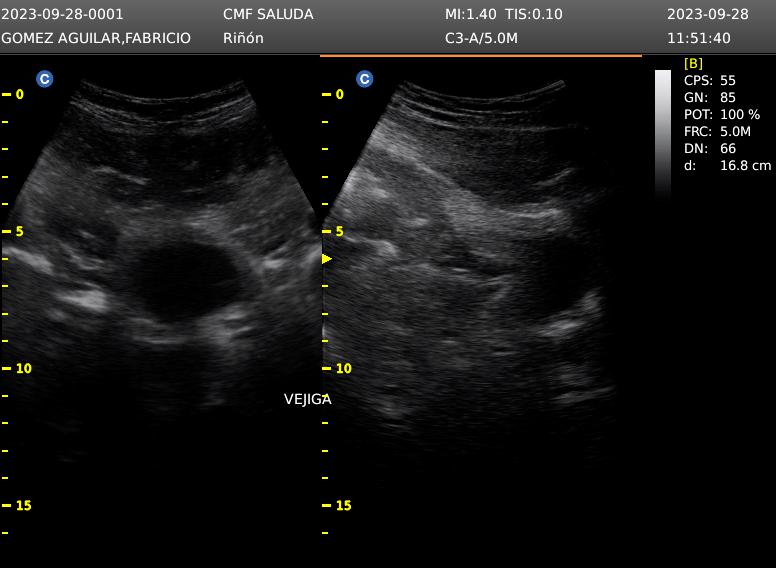 2023-09-28-0001 CMF SALUDA MI:1.40 TIS:0.10 2023-09-28
GOMEZ AGUILAR,FABRICIO Riñón C3-A/5.0M 11:51:40
[B]
CPS: 55
GN: 85
POT: 100 %
FRC: 5.0M
DN: 66
d: 16.8 cm
C C
0 0
5 5
10 10
VEJIGA
15 15